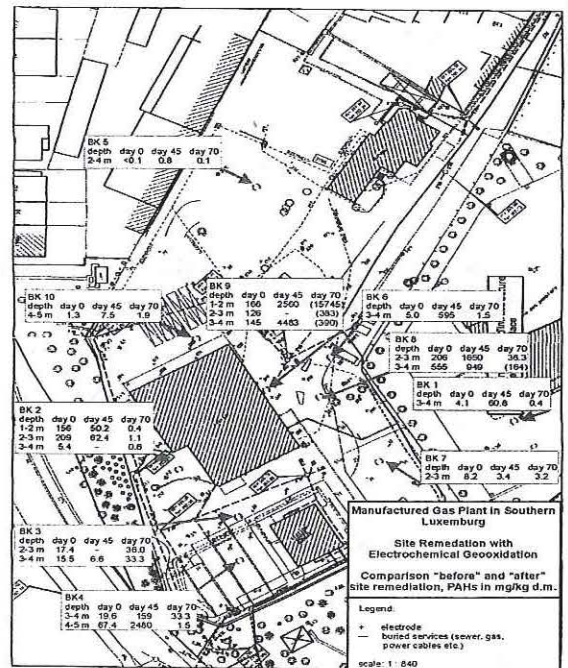 BK 5
depth day 0 day 45 day 70
2-4 m <0.1 0.8 0.1
BK 10
depth day 0 day 45 day 70
4-5 m 1.3 7.5 1.9
BK 9
depth day 0 day 45 day 70
1-2 m 166 2560 (15745)
2-3 m 126 - (383)
3-4 m 145 4483 (390)
BK 6
depth day 0 day 45 day 70
3-4 m 5.0 595 1.5
BK 8
depth day 0 day 45 day 70
2-3 m 206 1650 36.3
3-4 m 555 949 (164)
BK 1
depth day 0 day 45 day 70
3-4 m 4.1 60.8 0.4
BK 2
depth day 0 day 45 day 70
1-2 m 156 50.2 0.4
2-3 m 209 62.4 1.1
3-4 m 5.4 - 0.6
BK 7
depth day 0 day 45 day 70
2-3 m 8.2 3.4 3.2
BK 3
depth day 0 day 45 day 70
2-3 m 17.4 - 36.0
3-4 m 15.5 6.6 33.3
BK4
depth day 0 day 45 day 70
3-4 m 19.6 159 33.3
4-5 m 67.4 2480 1.5
Manufactured Gas Plant in Southern
Luxemburg
Site Remedation with
Electrochemical Geooxidation
Comparison "before" and "after"
site remediation, PAHs in mg/kg d.m.
Legend:
+ electrode
— buried services (sewer, gas,
power cables etc.)
scale: 1 : 840